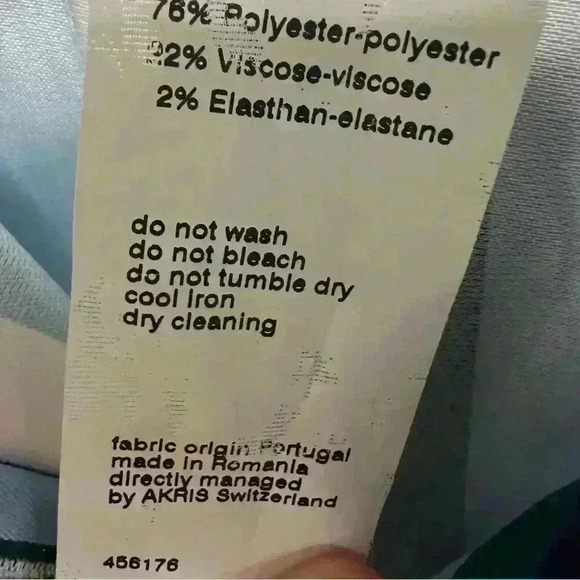 76% Polyester-polyester
22% Viscose-viscose
2% Elasthan-elastane
do not wash
do not bleach
do not tumble dry
cool iron
dry cleaning
fabric origin Portugal
made in Romania
directly managed
by AKRIS Switzerland
456176